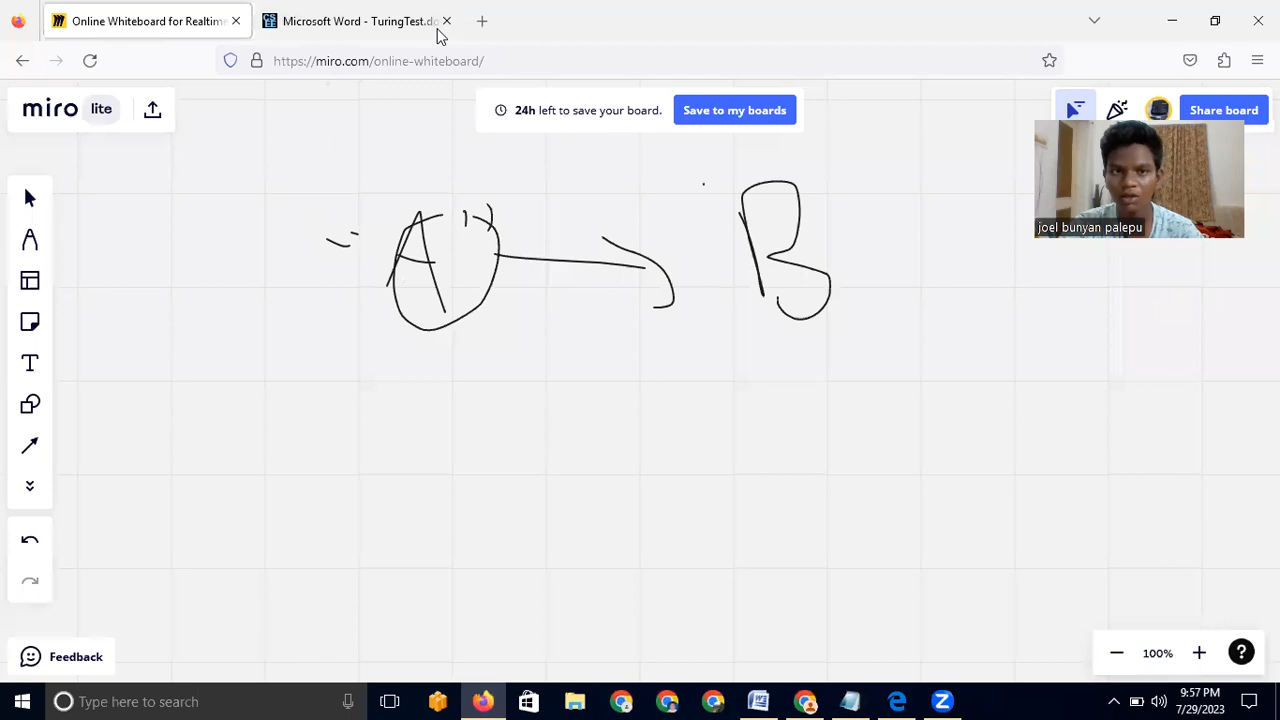 Online Whiteboard for Realtim
Microsoft Word - TuringTest.do
https://miro.com/online-whiteboard/
miro lite
24h left to save your board.
Save to my boards
Share board
joel bunyan palepu
A
B
T
Feedback
100%
?
Type here to search
9:57 PM
7/29/2023